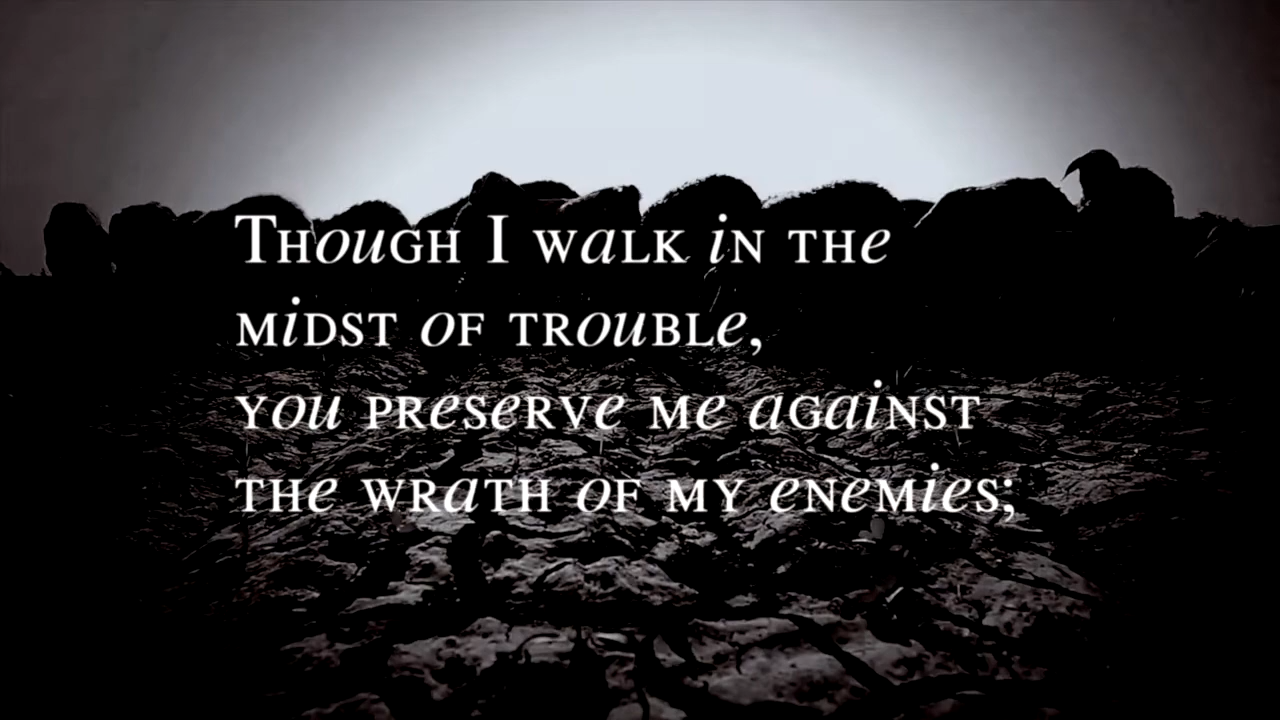 Though I walk in the
midst of trouble,
you preserve me against
the wrath of my enemies;